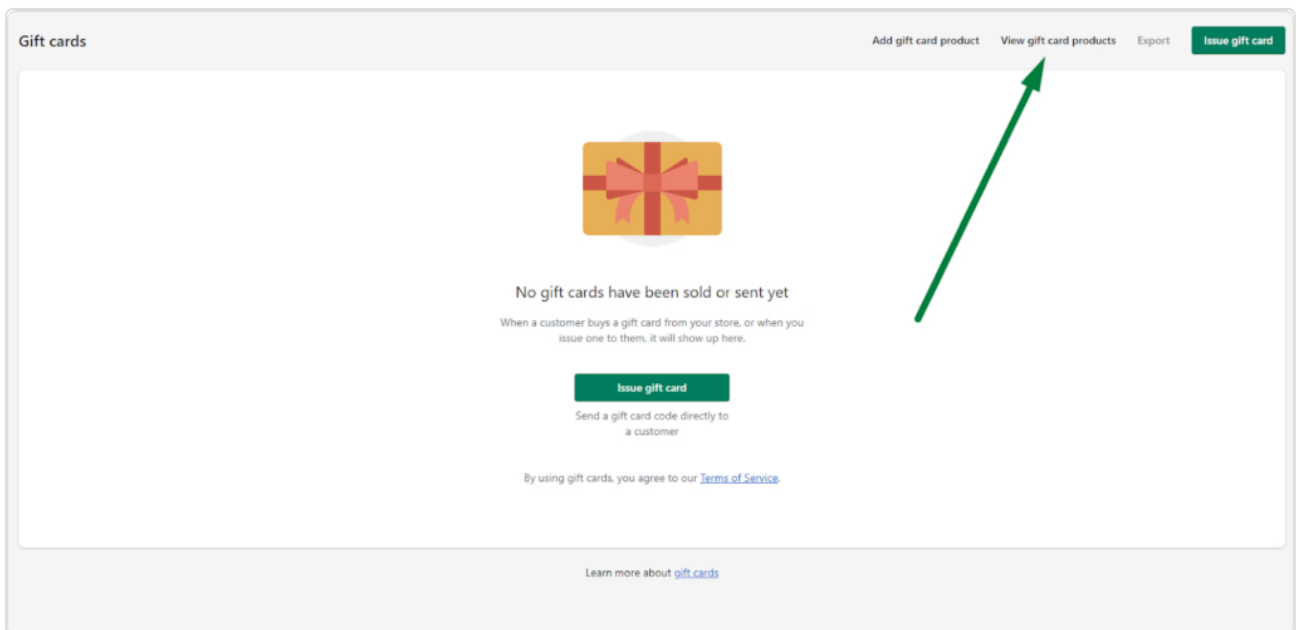 Gift cards
Add gift card product
View gift card products
Export
Issue gift card
No gift cards have been sold or sent yet
When a customer buys a gift card from your store, or when you
issue one to them, it will show up here.
Issue gift card
Send a gift card code directly to
a customer
By using gift cards, you agree to our Terms of Service.
Learn more about gift cards